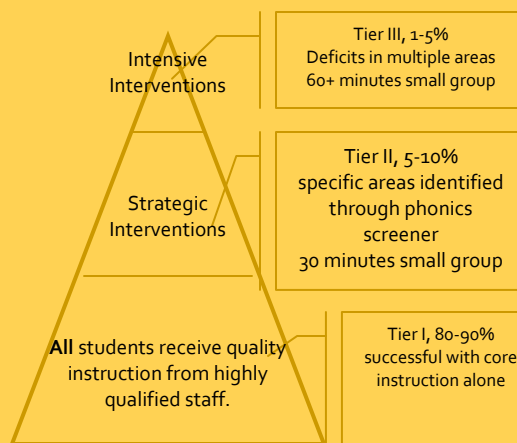 Intensive
Interventions
Tier III, 1-5%
Deficits in multiple areas
60+ minutes small group
Strategic
Interventions
Tier II, 5-10%
specific areas identified
through phonics
screener
30 minutes small group
All students receive quality
instruction from highly
qualified staff.
Tier I, 80-90%
successful with core
instruction alone